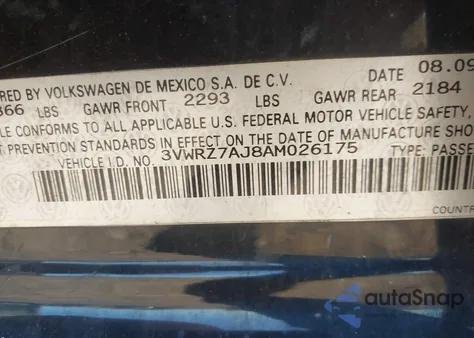 RED BY VOLKSWAGEN DE MEXICO S.A. DE C.V. DATE 08.09
366 LBS GAWR FRONT 2293 LBS GAWR REAR 2184
LE CONFORMS TO ALL APPLICABLE U.S. FEDERAL MOTOR VEHICLE SAFETY,
T PREVENTION STANDARDS IN EFFECT ON THE DATE OF MANUFACTURE SHO
VEHICLE I.D. NO. 3VWRZ7AJ8AM026175 TYPE: PASSE
COUNTR
autoSnap